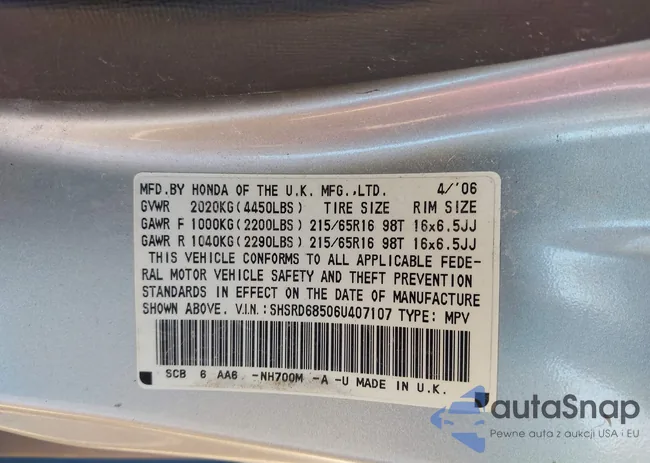 MFD.BY HONDA OF THE U.K. MFG.,LTD. 4/'06
GVWR 2020KG(4450LBS) TIRE SIZE RIM SIZE
GAWR F 1000KG(2200LBS) 215/65R16 98T 16x6.5JJ
GAWR R 1040KG(2290LBS) 215/65R16 98T 16x6.5JJ
THIS VEHICLE CONFORMS TO ALL APPLICABLE FEDE-
RAL MOTOR VEHICLE SAFETY AND THEFT PREVENTION
STANDARDS IN EFFECT ON THE DATE OF MANUFACTURE
SHOWN ABOVE. V.I.N.: SHSRD68506U407107 TYPE: MPV
SCB 6 AA6 -NH700M -A -U MADE IN U.K.
autaSnap
Pewne auta z aukcji USA i EU